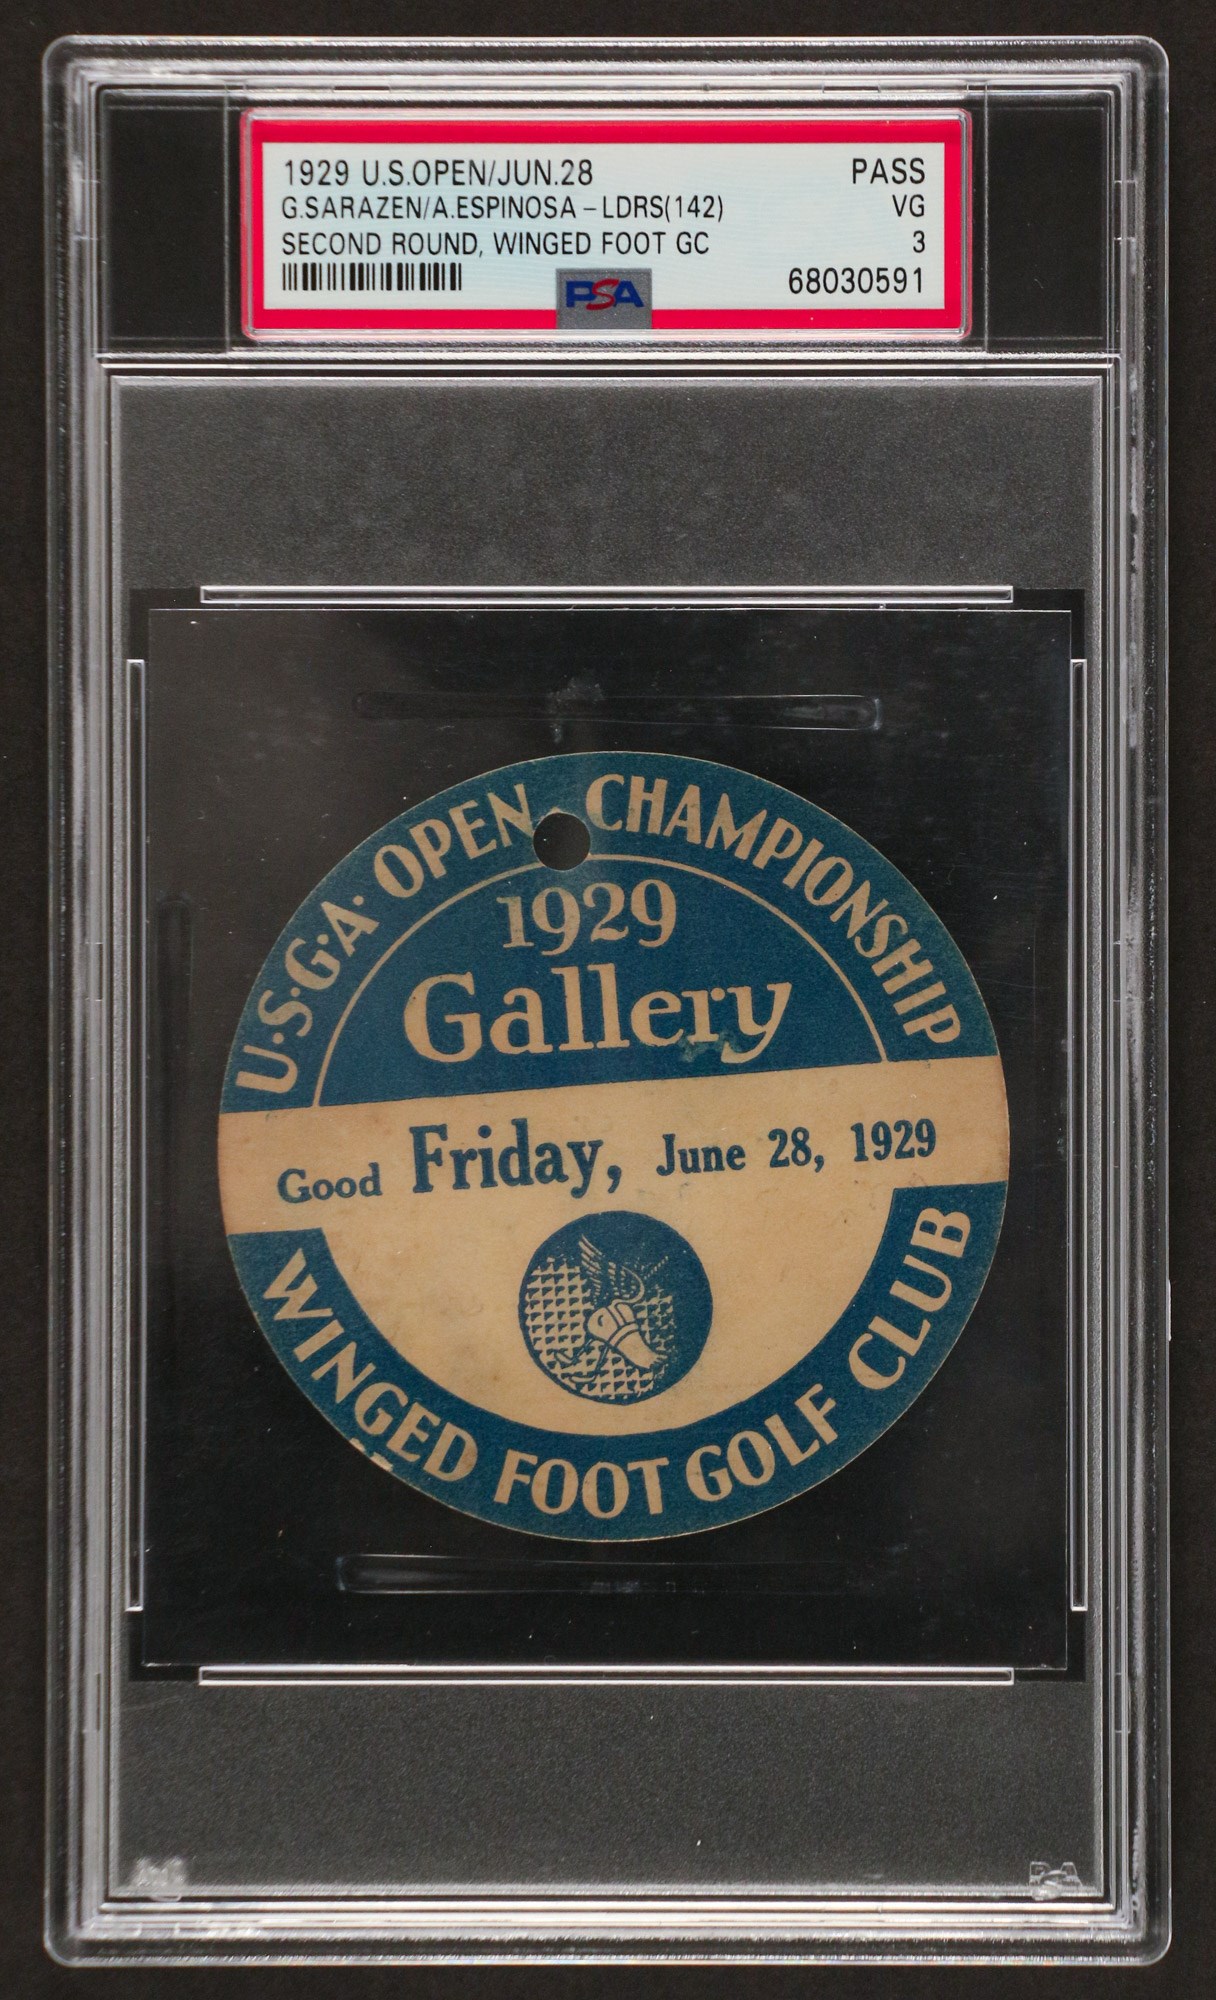 1929 U.S.OPEN/JUN.28 PASS
G.SARAZEN/A.ESPINOSA-LDRS(142) VG
SECOND ROUND, WINGED FOOT GC 3
PSA 68030591
U·S·G·A· OPEN CHAMPIONSHIP
1929
Gallery
Good Friday, June 28, 1929
WINGED FOOT GOLF CLUB
PSA